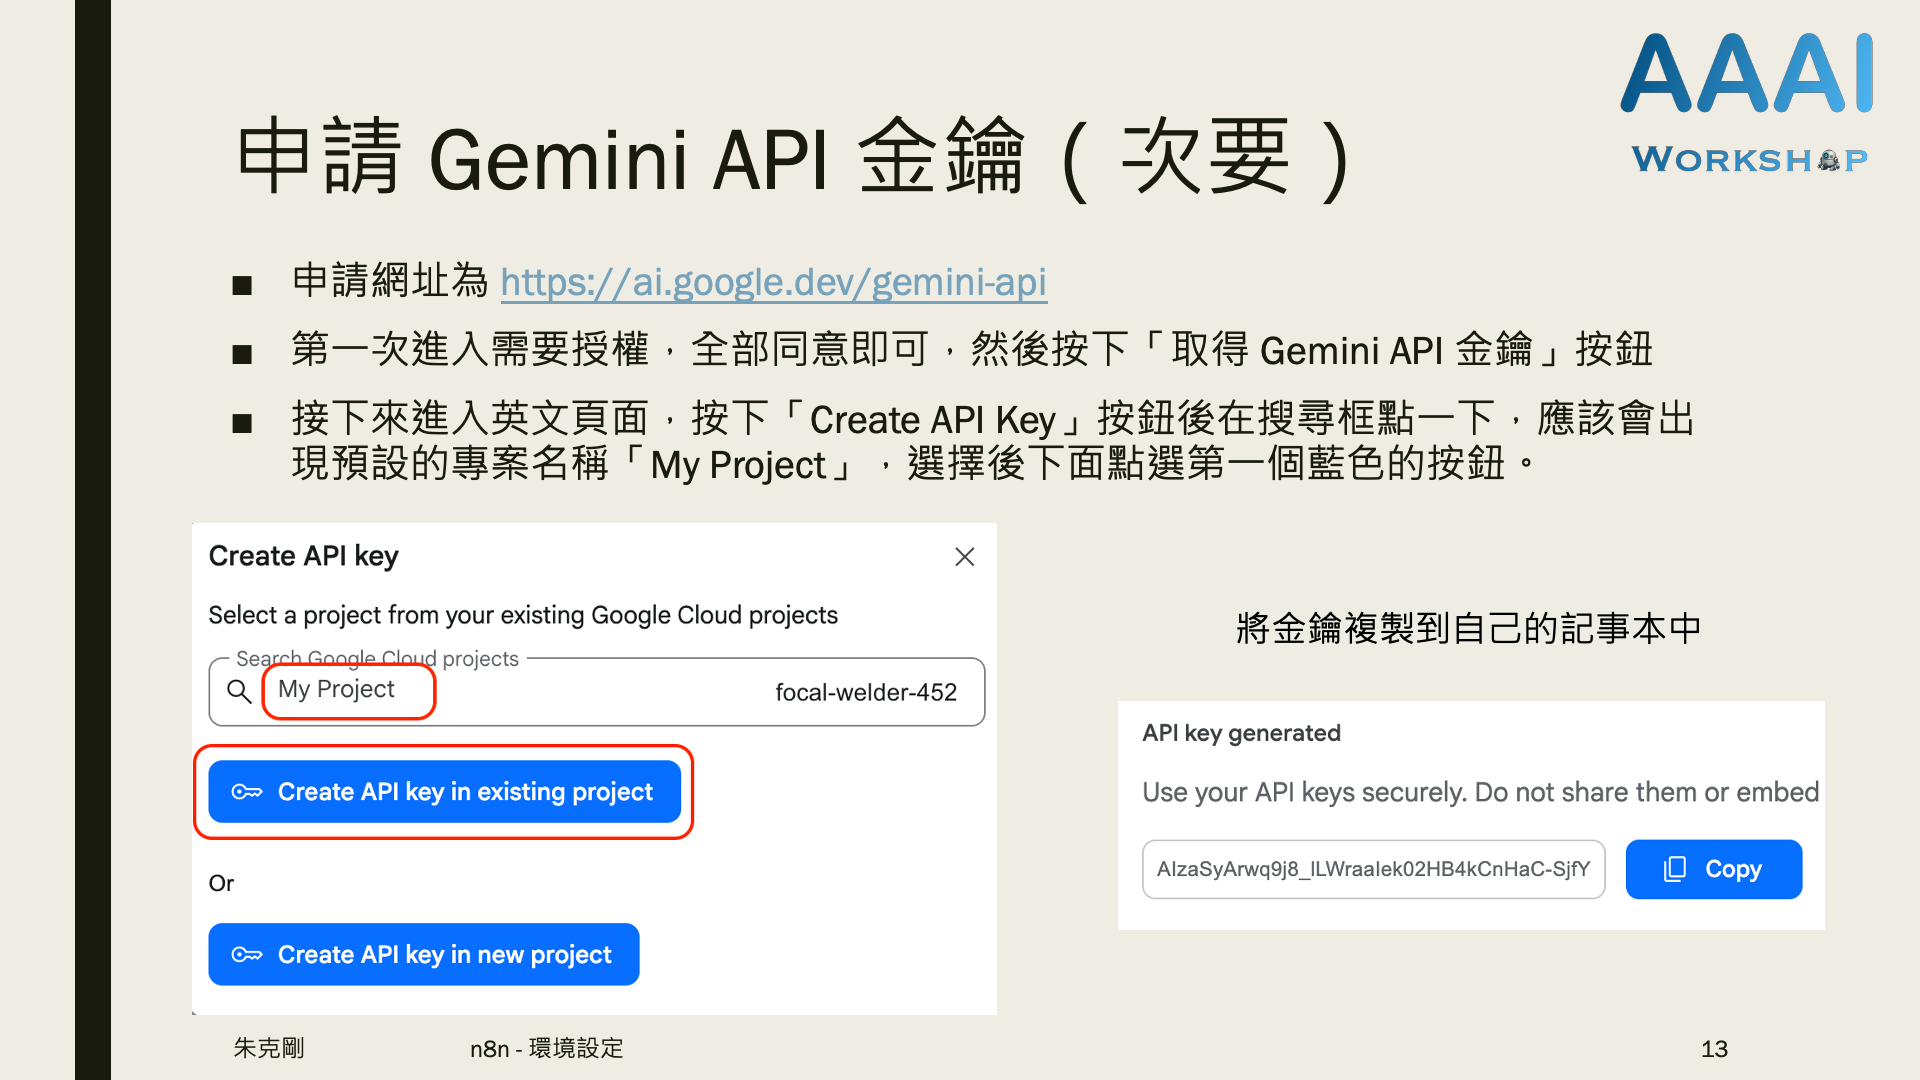 AAAI
WORKSHOP
申請 Gemini API 金鑰（次要）
■ 申請網址為 https://ai.google.dev/gemini-api
■ 第一次進入需要授權，全部同意即可，然後按下「取得 Gemini API 金鑰」按鈕
■ 接下來進入英文頁面，按下「Create API Key」按鈕後在搜尋框點一下，應該會出
現預設的專案名稱「My Project」，選擇後下面點選第一個藍色的按鈕。
Create API key
Select a project from your existing Google Cloud projects
Search Google Cloud projects
My Project focal-welder-452
Create API key in existing project
Or
Create API key in new project
將金鑰複製到自己的記事本中
API key generated
Use your API keys securely. Do not share them or embed
AIzaSyArwq9j8_lLWraaIek02HB4kCnHaC-SjfY
Copy
朱克剛 n8n - 環境設定 13